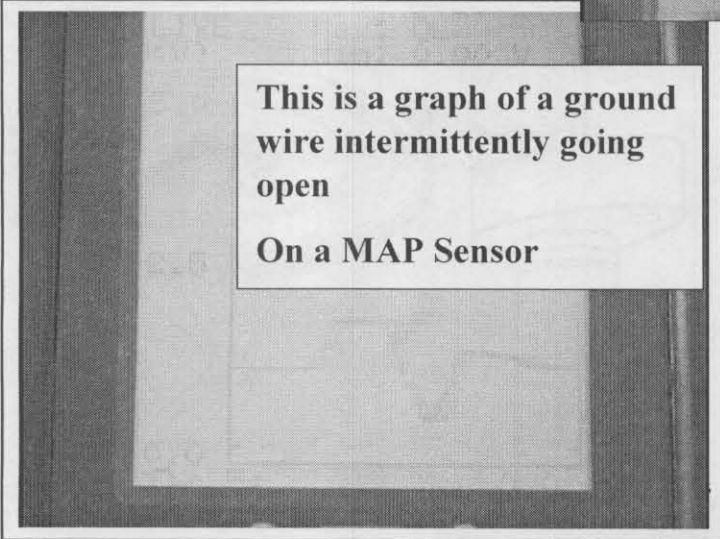 This is a graph of a ground
wire intermittently going
open
On a MAP Sensor